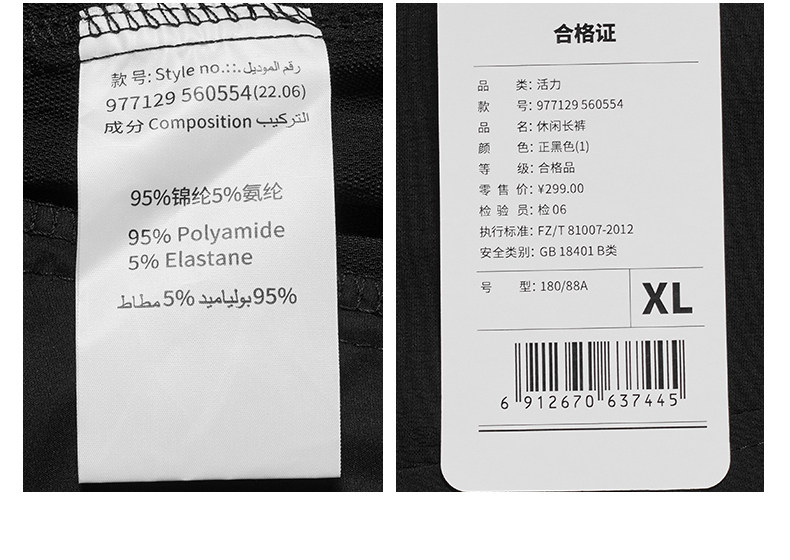 款 号: Style no.::. رقم الموديل
977129 560554(22.06)
成分 Composition التركيب
95%锦纶5%氨纶
95% Polyamide
5% Elastane
95%بوليامید 5% مطاط
合格证
品 类: 活力
款 号: 977129 560554
品 名: 休闲长裤
颜 色: 正黑色(1)
等 级: 合格品
零 售 价: ¥299.00
检 验 员: 检 06
执行标准: FZ/T 81007-2012
安全类别: GB 18401 B类
号 型: 180/88A
XL
6 912670 637445